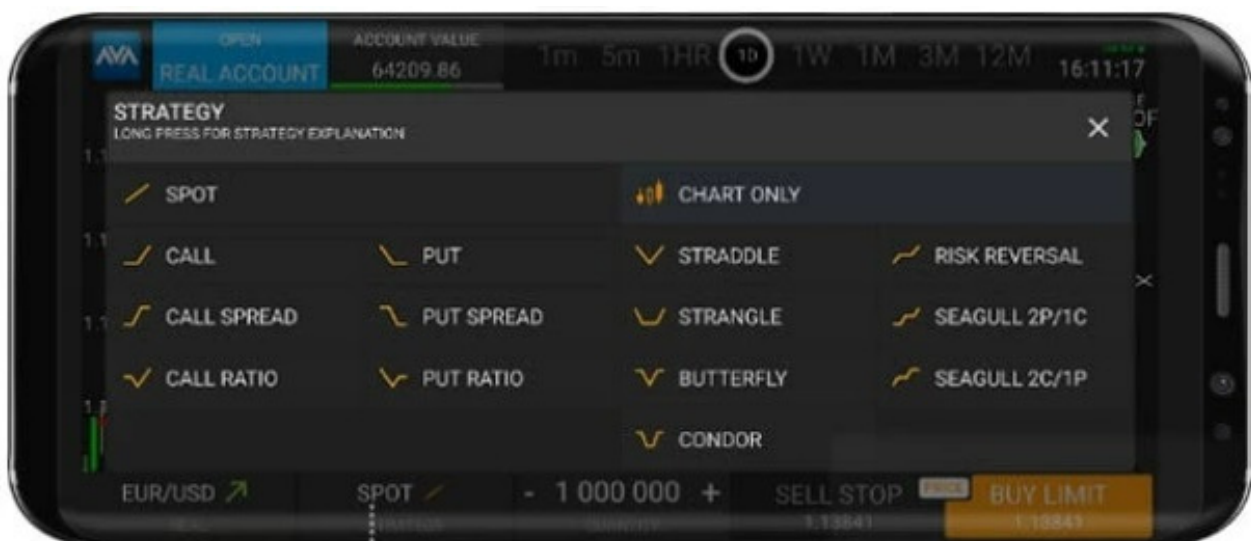 AVA
OPEN
REAL ACCOUNT
ACCOUNT VALUE
64209.86
1m 5m 1HR 1D 1W 1M 3M 12M
16:11:17
STRATEGY
LONG PRESS FOR STRATEGY EXPLANATION
SPOT
CHART ONLY
CALL
PUT
STRADDLE
RISK REVERSAL
CALL SPREAD
PUT SPREAD
STRANGLE
SEAGULL 2P/1C
CALL RATIO
PUT RATIO
BUTTERFLY
SEAGULL 2C/1P
CONDOR
EUR/USD
SPOT
- 1 000 000 +
SELL STOP
1.13841
PRICE
BUY LIMIT
1.13841